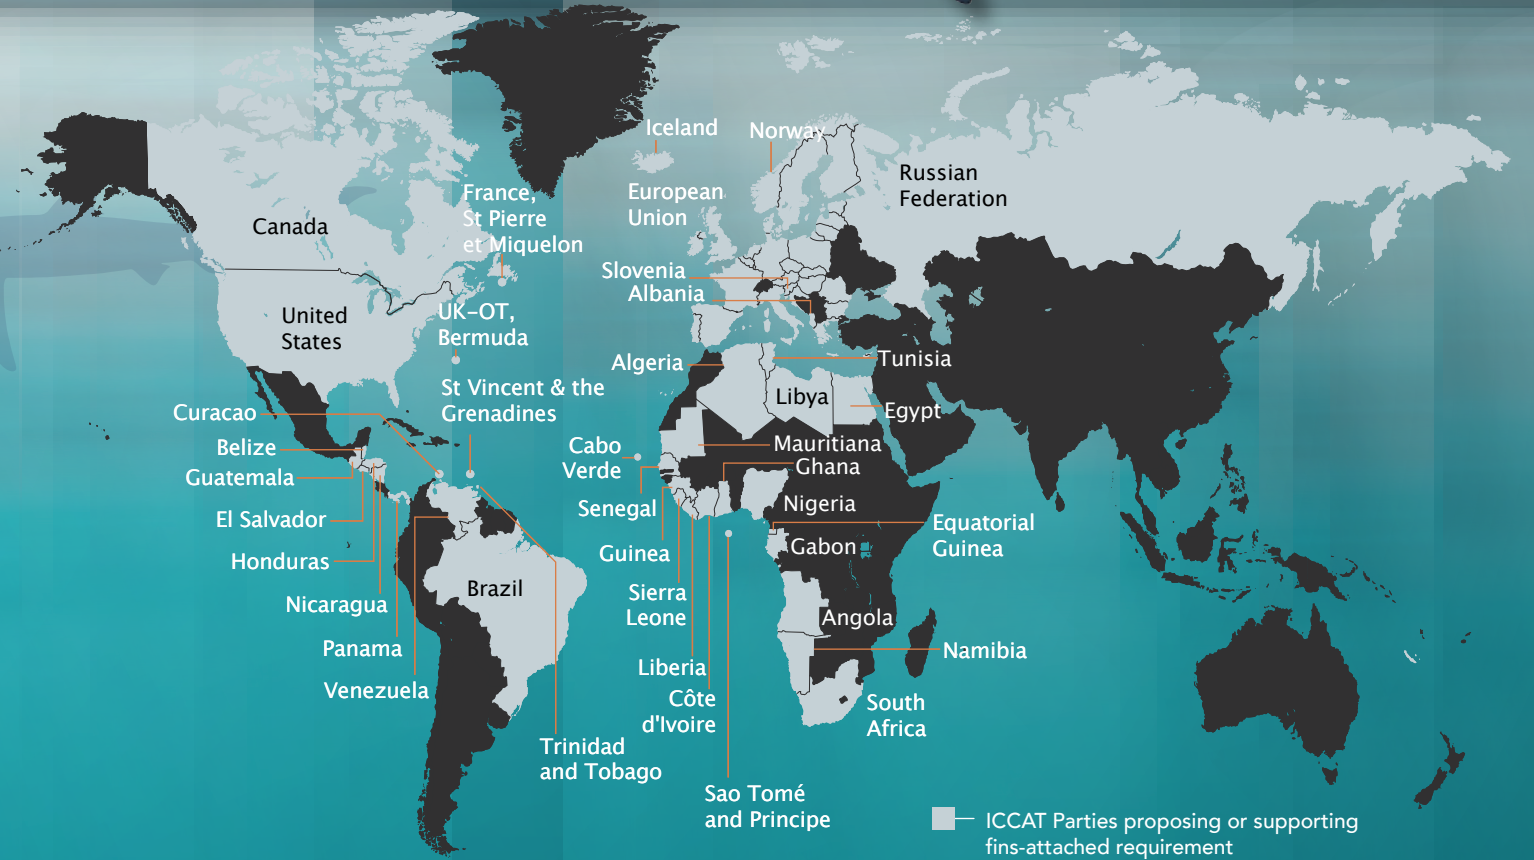 Iceland
Norway
Russian
Federation
European
Union
France,
St Pierre
et Miquelon
Canada
Slovenia
Albania
United
States
UK-OT,
Bermuda
Algeria
Tunisia
Libya
Egypt
St Vincent & the
Grenadines
Curacao
Belize
Guatemala
El Salvador
Honduras
Nicaragua
Panama
Venezuela
Brazil
Trinidad
and Tobago
Cabo
Verde
Mauritiana
Ghana
Senegal
Nigeria
Equatorial
Guinea
Guinea
Gabon
Sierra
Leone
Angola
Namibia
Liberia
Côte
d'Ivoire
South
Africa
Sao Tomé
and Principe
ICCAT Parties proposing or supporting
fins-attached requirement